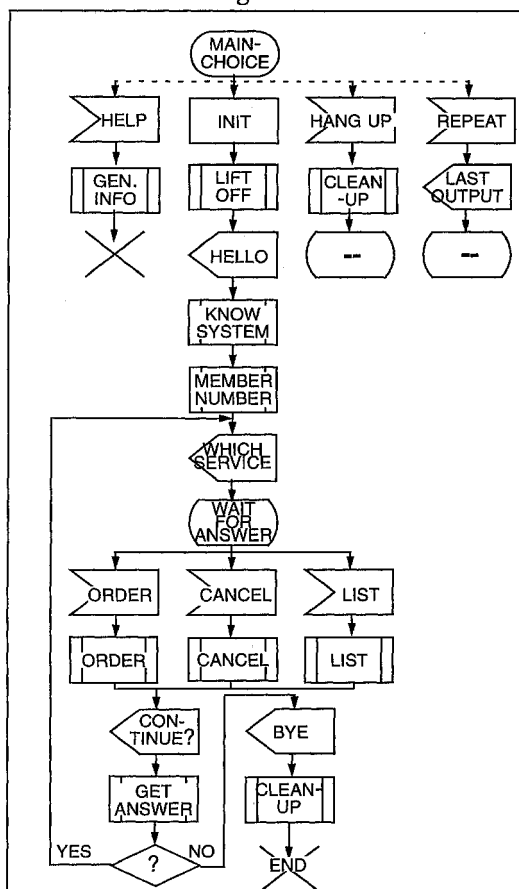 MAIN-
CHOICE
HELP
INIT
HANG UP
REPEAT
GEN.
INFO
LIFT
OFF
CLEAN
-UP
LAST
OUTPUT
HELLO
--
--
KNOW
SYSTEM
MEMBER
NUMBER
WHICH
SERVICE
WAIT
FOR
ANSWER
ORDER
CANCEL
LIST
ORDER
CANCEL
LIST
CON-
TINUE?
BYE
GET
ANSWER
CLEAN-
UP
YES
?
NO
END